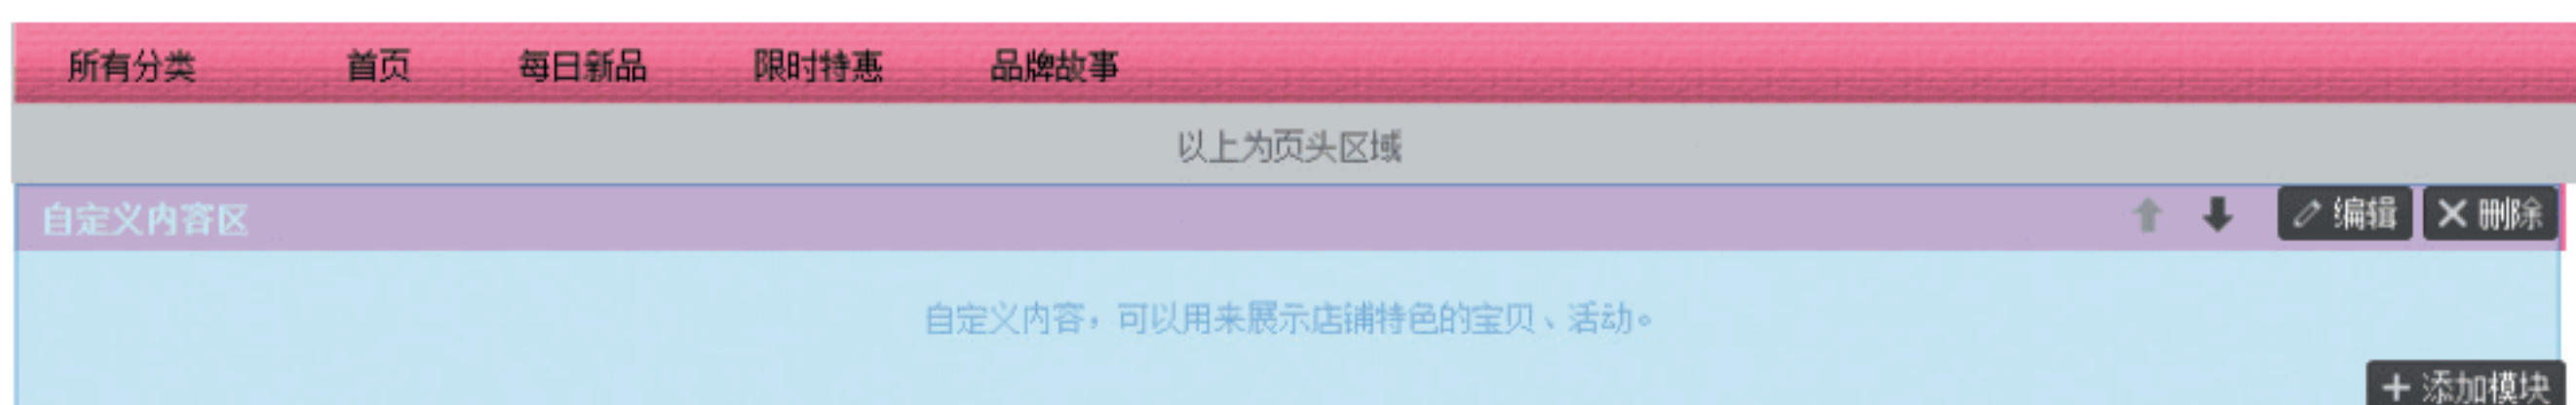 所有分类 首页 每日新品 限时特惠 品牌故事
以上为页头区域
自定义内容区 编辑 删除
自定义内容，可以用来展示店铺特色的宝贝、活动。
添加模块